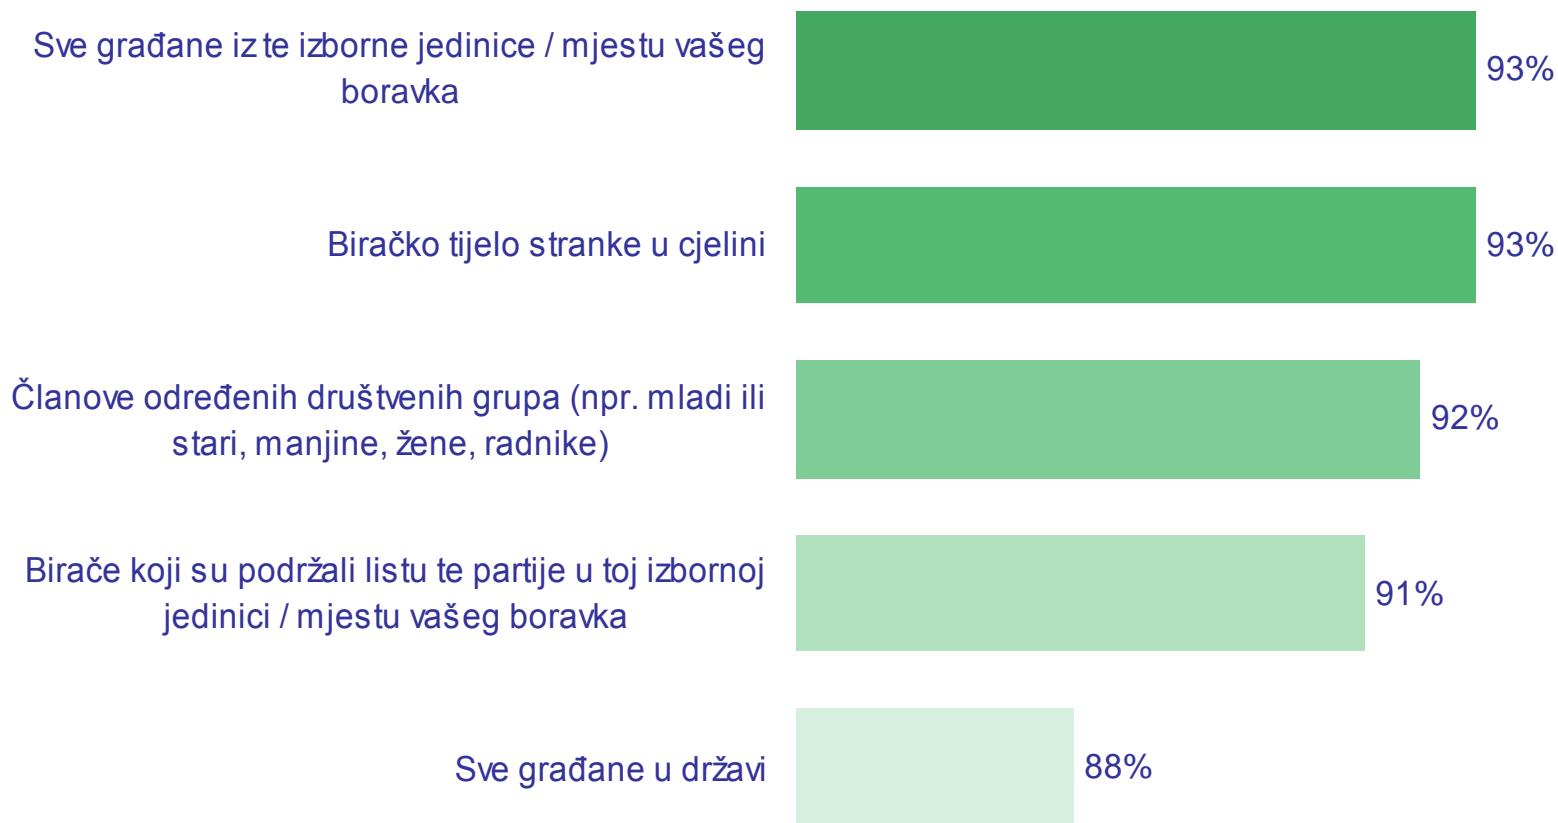 Sve građane iz te izborne jedinice / mjestu vašeg
boravka
93%
Biračko tijelo stranke u cjelini
93%
Članove određenih društvenih grupa (npr. mladi ili
stari, manjine, žene, radnike)
92%
Birače koji su podržali listu te partije u toj izbornoj
jedinici / mjestu vašeg boravka
91%
Sve građane u državi
88%